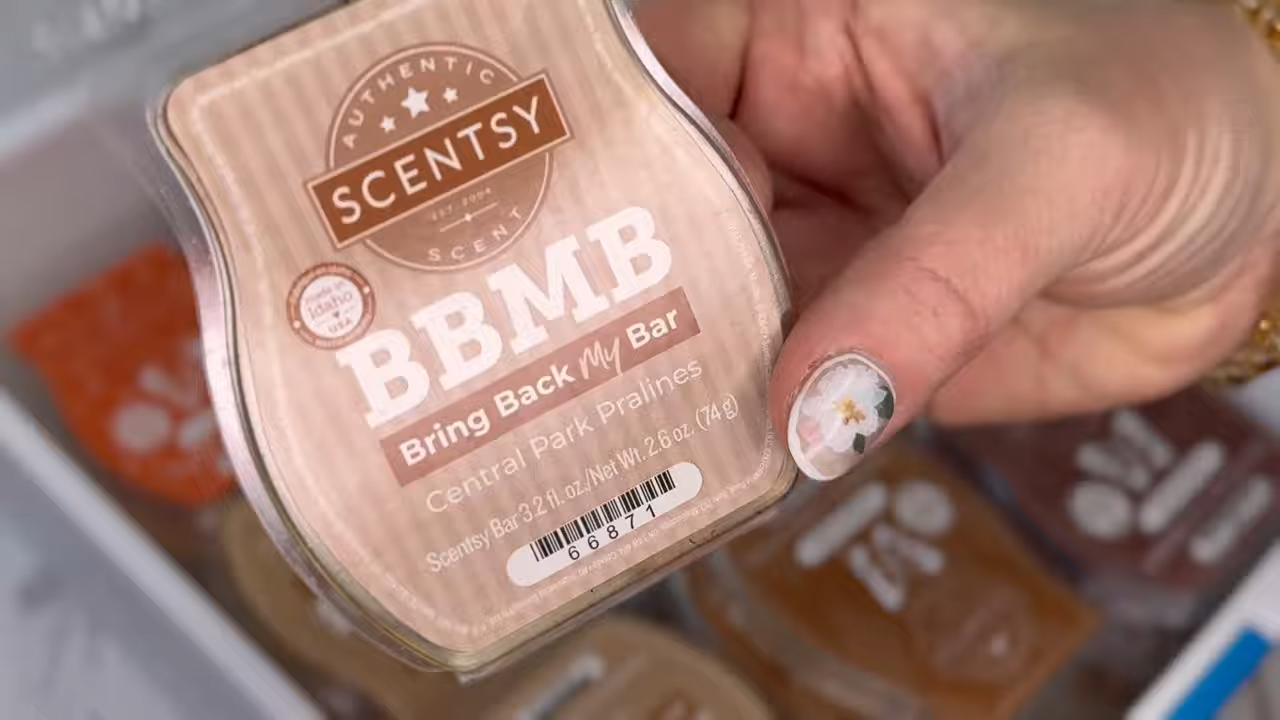 AUTHENTIC
SCENTSY
EST. 2004
SCENT
made in
Idaho
USA
BBMB
Bring Back My Bar
Central Park Pralines
Scentsy Bar 3.2 fl. oz./Net Wt. 2.6 oz. (74 g)
66871